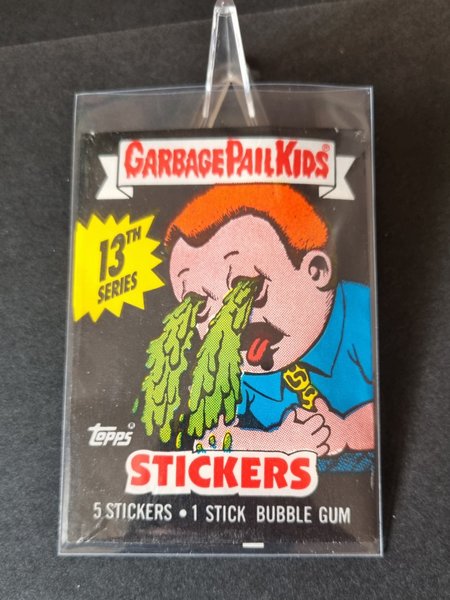 GARBAGE PAIL KIDS®
13TH
SERIES
topps®
STICKERS
5 STICKERS • 1 STICK BUBBLE GUM